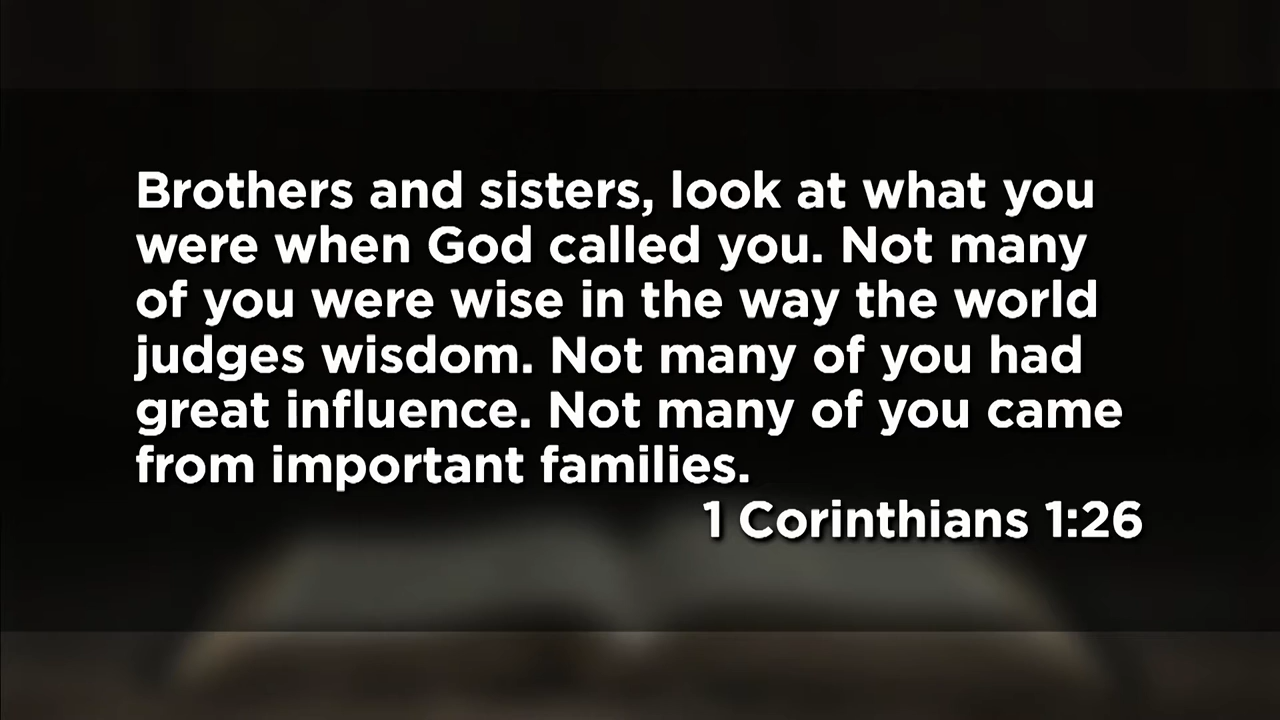 Brothers and sisters, look at what you
were when God called you. Not many
of you were wise in the way the world
judges wisdom. Not many of you had
great influence. Not many of you came
from important families.
1 Corinthians 1:26